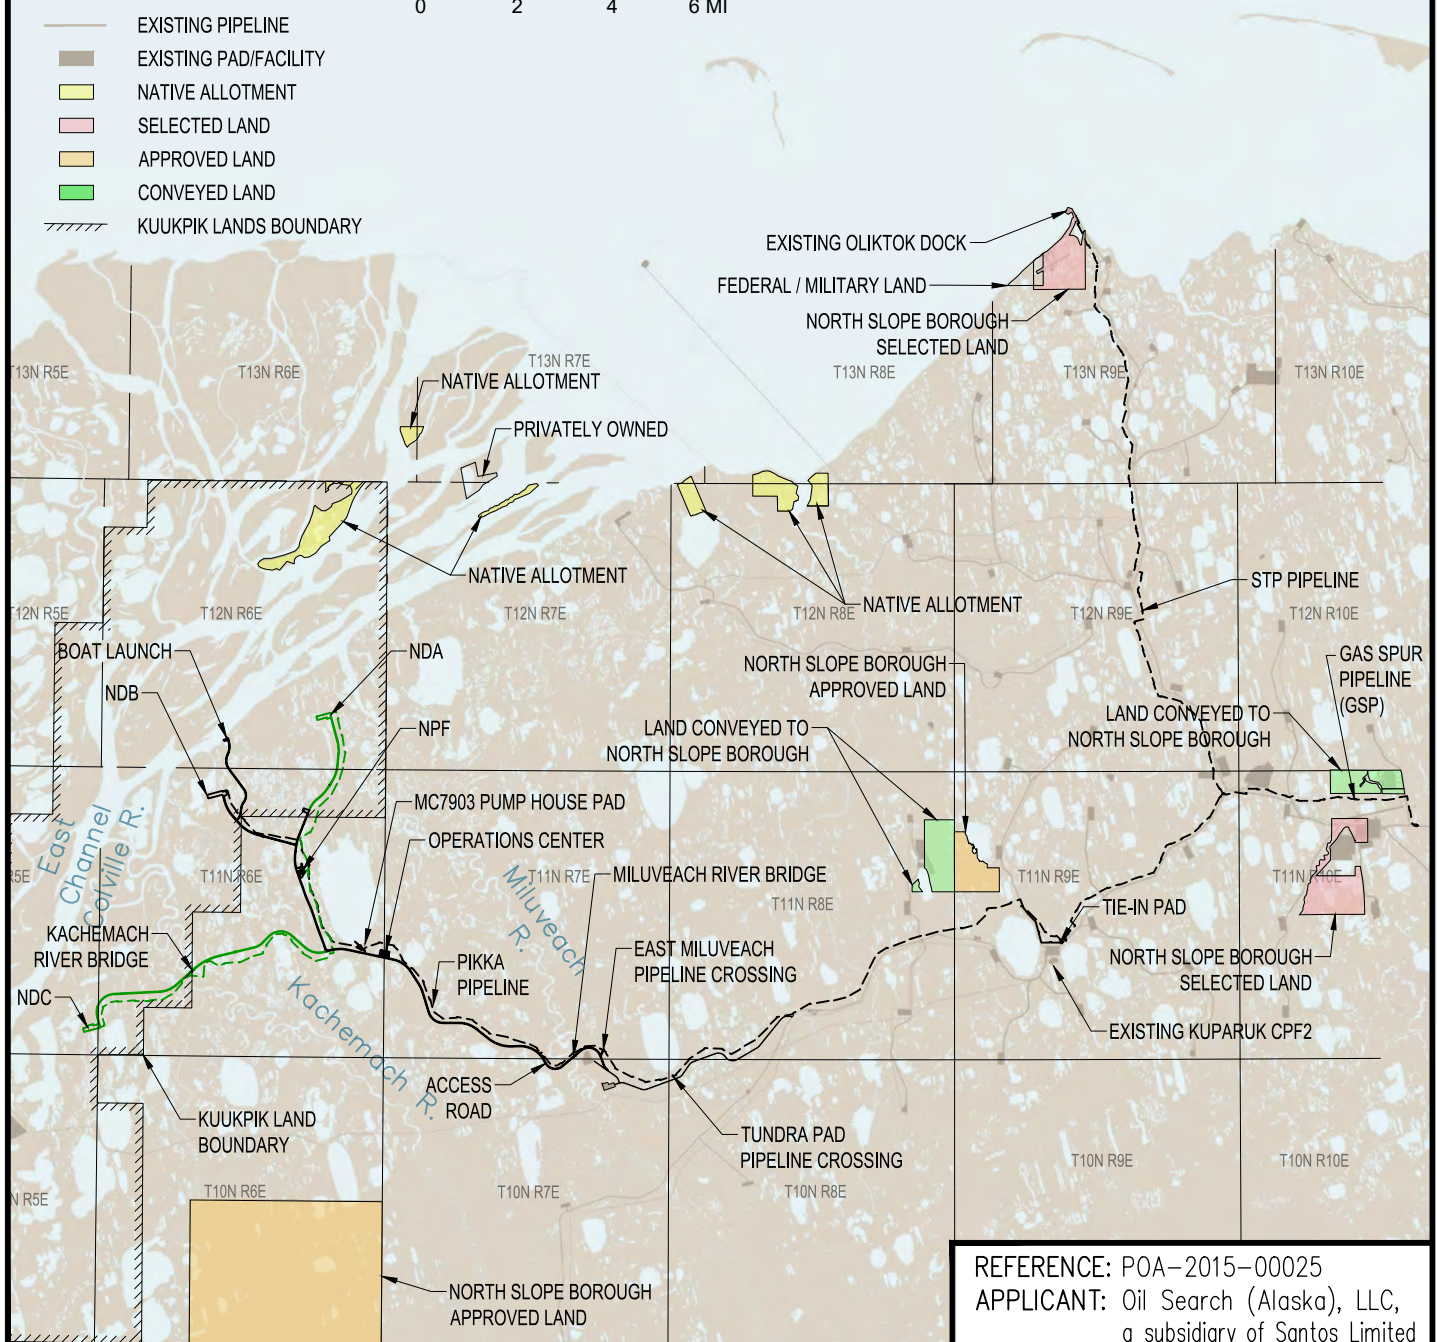 0 2 4 6 MI
EXISTING PIPELINE
EXISTING PAD/FACILITY
NATIVE ALLOTMENT
SELECTED LAND
APPROVED LAND
CONVEYED LAND
KUUKPIK LANDS BOUNDARY
EXISTING OLIKTOK DOCK
FEDERAL / MILITARY LAND
NORTH SLOPE BOROUGH
SELECTED LAND
T13N R5E
T13N R6E
T13N R7E
T13N R8E
T13N R9E
T13N R10E
NATIVE ALLOTMENT
PRIVATELY OWNED
NATIVE ALLOTMENT
NATIVE ALLOTMENT
STP PIPELINE
T12N R5E
T12N R6E
T12N R7E
T12N R8E
T12N R9E
T12N R10E
BOAT LAUNCH
NDA
NDB
NPF
NORTH SLOPE BOROUGH
APPROVED LAND
GAS SPUR
PIPELINE
(GSP)
LAND CONVEYED TO
NORTH SLOPE BOROUGH
LAND CONVEYED TO
NORTH SLOPE BOROUGH
MC7903 PUMP HOUSE PAD
OPERATIONS CENTER
MILUVEACH RIVER BRIDGE
East
Channel
Colville R.
Miluveach
R.
R5E
T11N R6E
T11N R7E
T11N R8E
T11N R9E
T11N R10E
TIE-IN PAD
KACHEMACH
RIVER BRIDGE
NDC
PIKKA
PIPELINE
EAST MILUVEACH
PIPELINE CROSSING
NORTH SLOPE BOROUGH
SELECTED LAND
Kachemach
R.
EXISTING KUPARUK CPF2
ACCESS
ROAD
KUUKPIK LAND
BOUNDARY
TUNDRA PAD
PIPELINE CROSSING
N R5E
T10N R6E
T10N R7E
T10N R8E
T10N R9E
T10N R10E
NORTH SLOPE BOROUGH
APPROVED LAND
REFERENCE: POA-2015-00025
APPLICANT: Oil Search (Alaska), LLC,
a subsidiary of Santos Limited